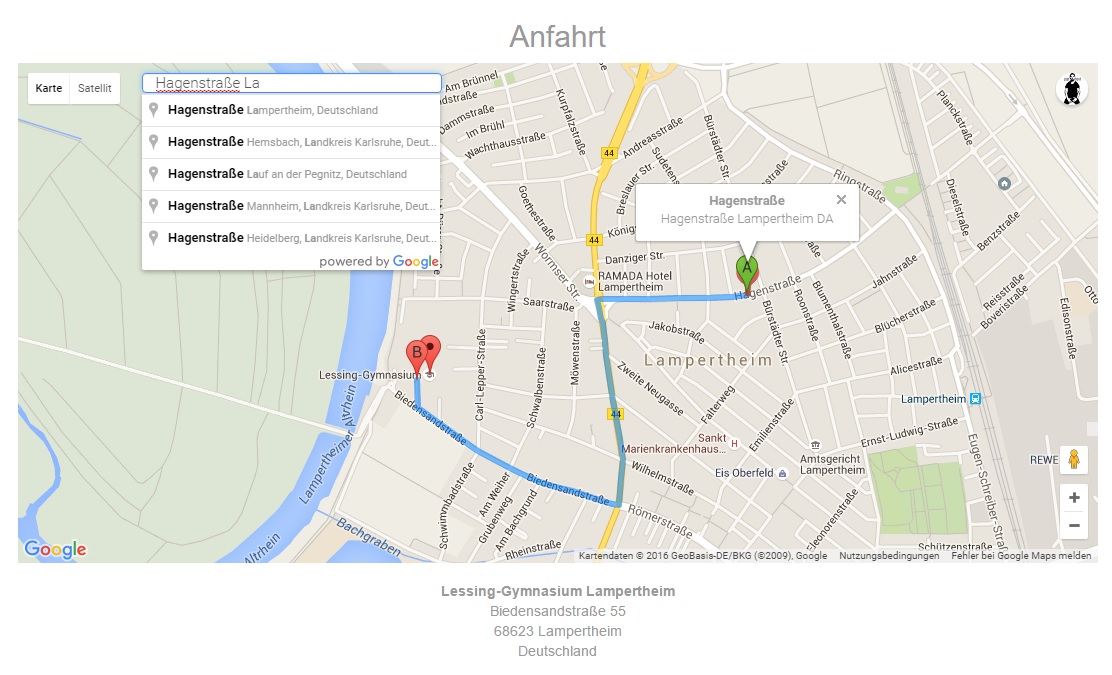 Anfahrt
Karte
Satellit
Hagenstraße La
Hagenstraße Lampertheim, Deutschland
Hagenstraße Hemsbach, Landkreis Karlsruhe, Deut...
Hagenstraße Lauf an der Pegnitz, Deutschland
Hagenstraße Mannheim, Landkreis Karlsruhe, Deut...
Hagenstraße Heidelberg, Landkreis Karlsruhe, Deut...
powered by Google
Am Brünnel
Dammstraße
Im Brühl
Wachthausstraße
Kurpfalzstraße
44
Andreasstraße
Bürstädter Str.
Breslauer Str.
Ringstraße
Planckstraße
Dieselstraße
Benzstraße
Hagenstraße
Hagenstraße Lampertheim DA
Goethestraße
44
Danziger Str.
Wormser Str.
RAMADA Hotel
Lampertheim
A
Hagenstraße
Wingertstraße
Saarstraße
Jahnstraße
Reisstraße
Boveristraße
Otto
Edisonstraße
Blumenthalstraße
Roonstraße
Bürstädter Str.
Blücherstraße
Jakobstraße
Möwenstraße
Lampertheim
B
Lessing-Gymnasium
Carl-Lepper-Straße
Schwalbenstraße
Zweite Neugasse
Falterweg
Emilienstraße
Alicestraße
Lampertheim
Biedensandstraße
44
Ernst-Ludwig-Straße
Sankt
Marienkrankenhaus...
H
Amtsgericht
Lampertheim
Eis Oberfeld
REWE
Eugen-Schreiber-Straße
Lampertheimer Altrhein
Schwimmbadstraße
Am Weiher
Grubenweg
Am Bachgrund
Biedensandstraße
Wilhelmstraße
Römerstraße
Eleonorenstraße
Bachgraben
Altrhein
Rheinstraße
Schützenstraße
+
−
Google
Kartendaten © 2016 GeoBasis-DE/BKG (©2009), Google
Nutzungsbedingungen
Fehler bei Google Maps melden
Lessing-Gymnasium Lampertheim
Biedensandstraße 55
68623 Lampertheim
Deutschland